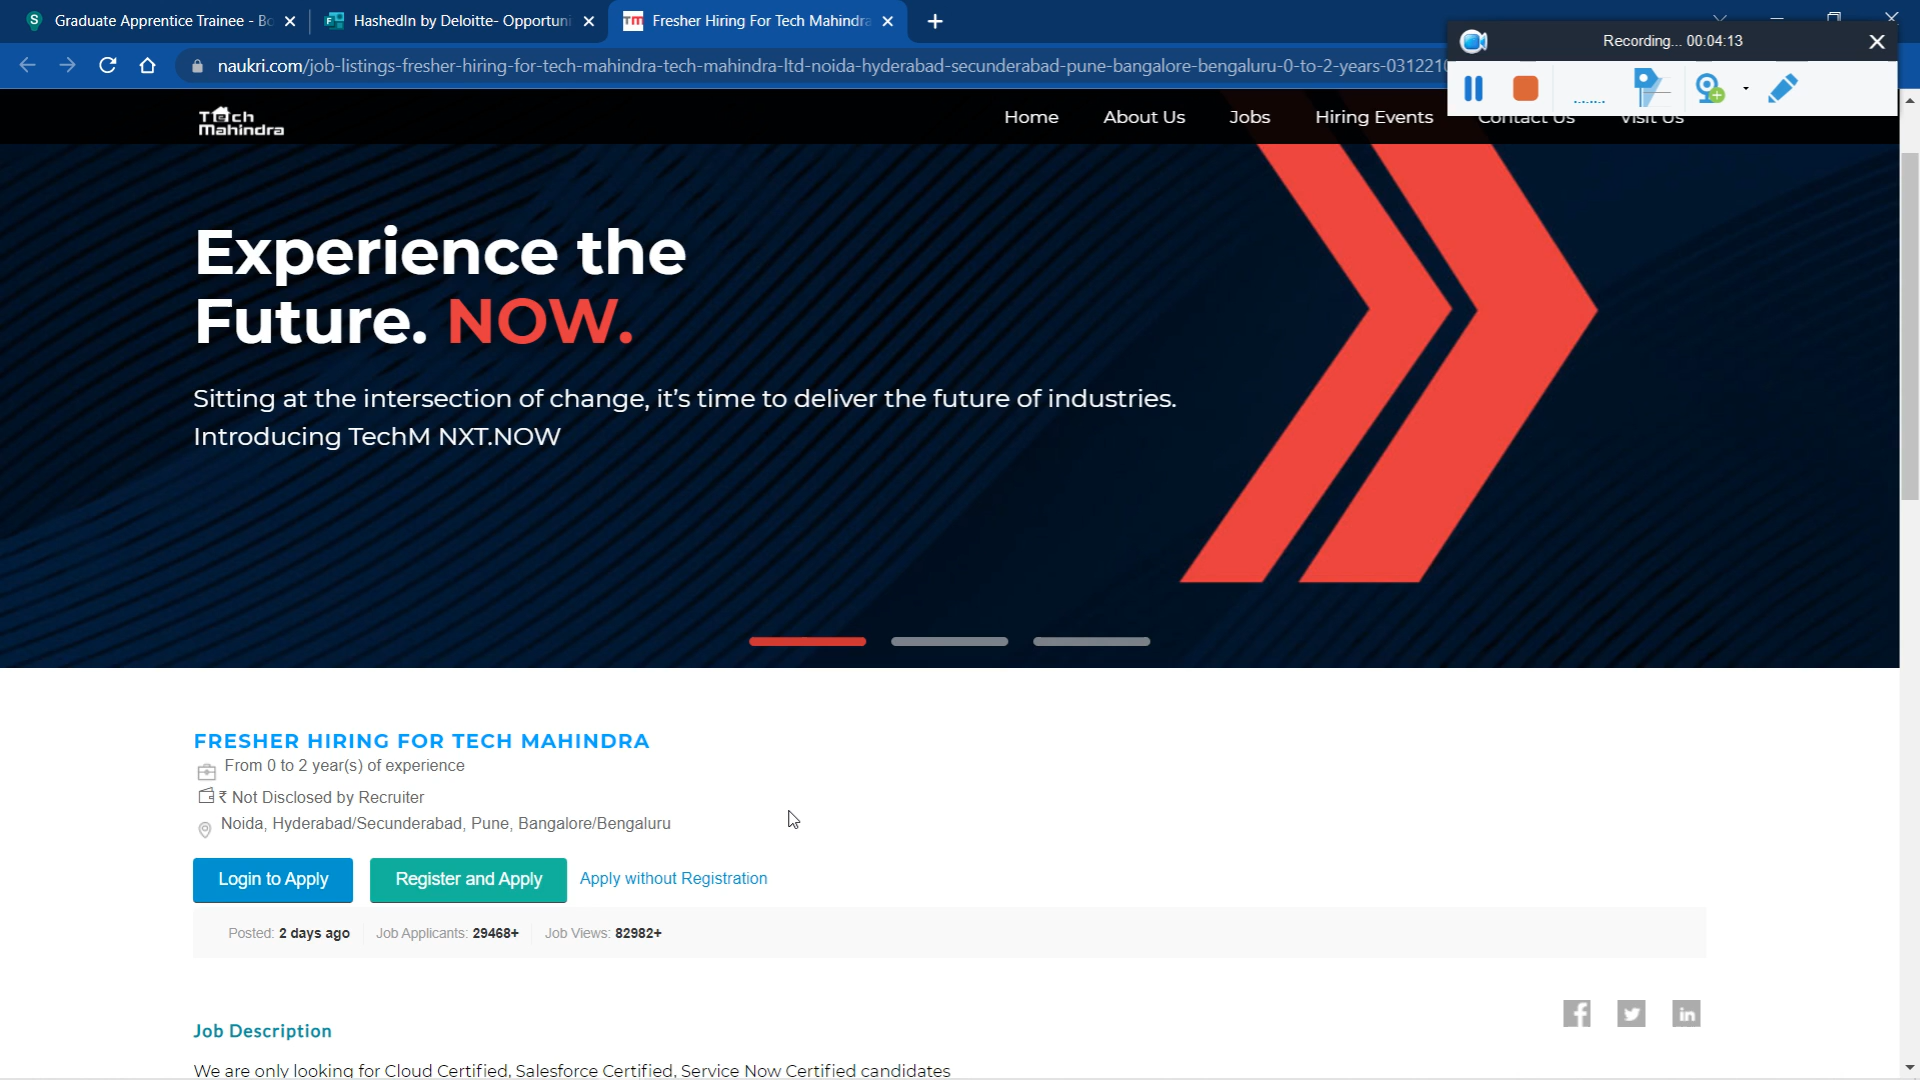 Graduate Apprentice Trainee - Bo
HashedIn by Deloitte- Opportuni
Fresher Hiring For Tech Mahindra
Recording... 00:04:13
naukri.com/job-listings-fresher-hiring-for-tech-mahindra-tech-mahindra-ltd-noida-hyderabad-secunderabad-pune-bangalore-bengaluru-0-to-2-years-0312210
Tech
Mahindra
Home About Us Jobs Hiring Events Contact Us Visit Us
Experience the
Future. NOW.
Sitting at the intersection of change, it’s time to deliver the future of industries.
Introducing TechM NXT.NOW
FRESHER HIRING FOR TECH MAHINDRA
From 0 to 2 year(s) of experience
₹ Not Disclosed by Recruiter
Noida, Hyderabad/Secunderabad, Pune, Bangalore/Bengaluru
Login to Apply Register and Apply Apply without Registration
Posted: 2 days ago Job Applicants: 29468+ Job Views: 82982+
Job Description
We are only looking for Cloud Certified, Salesforce Certified, Service Now Certified candidates